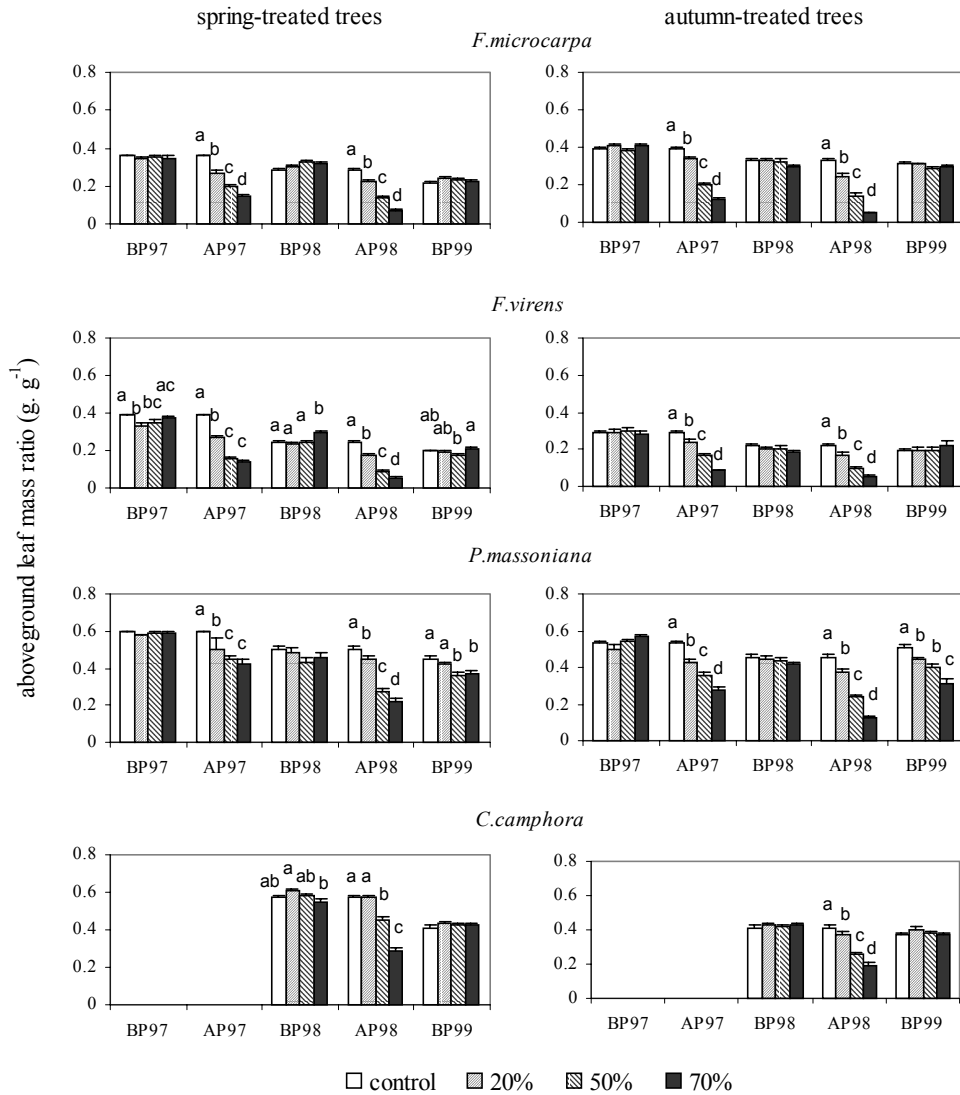 spring-treated trees autumn-treated trees
F.microcarpa
0.8 0.8
0.6 0.6
a a
0.4 b 0.4 b
a a
c b c b
0.2 d c 0.2 d c
d d
0 0
BP97 AP97 BP98 AP98 BP99 BP97 AP97 BP98 AP98 BP99
F.virens
0.8 0.8
0.6 0.6
a b bc ac a b c c a a a b a b c d ab ab b a
0.4 0.4
a b c d a b c d
0.2 0.2
0 0
BP97 AP97 BP98 AP98 BP99 BP97 AP97 BP98 AP98 BP99
aboveground leaf mass ratio (g. g⁻¹)
P.massoniana
0.8 0.8
0.6 0.6
a b c c a b c d a a b b a b c d a b c d a b b c
0.4 0.4
0.2 0.2
0 0
BP97 AP97 BP98 AP98 BP99 BP97 AP97 BP98 AP98 BP99
C.camphora
0.8 0.8
ab a ab b a a b c
0.6 0.6
a b c d
0.4 0.4
0.2 0.2
0 0
BP97 AP97 BP98 AP98 BP99 BP97 AP97 BP98 AP98 BP99
control 20% 50% 70%